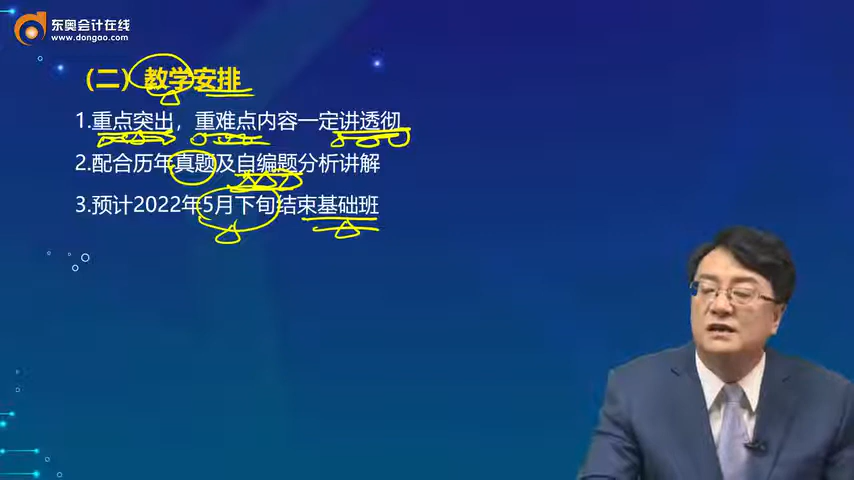 东奥会计在线
www.dongao.com
（二）教学安排
1.重点突出，重难点内容一定讲透彻
2.配合历年真题及自编题分析讲解
3.预计2022年5月下旬结束基础班